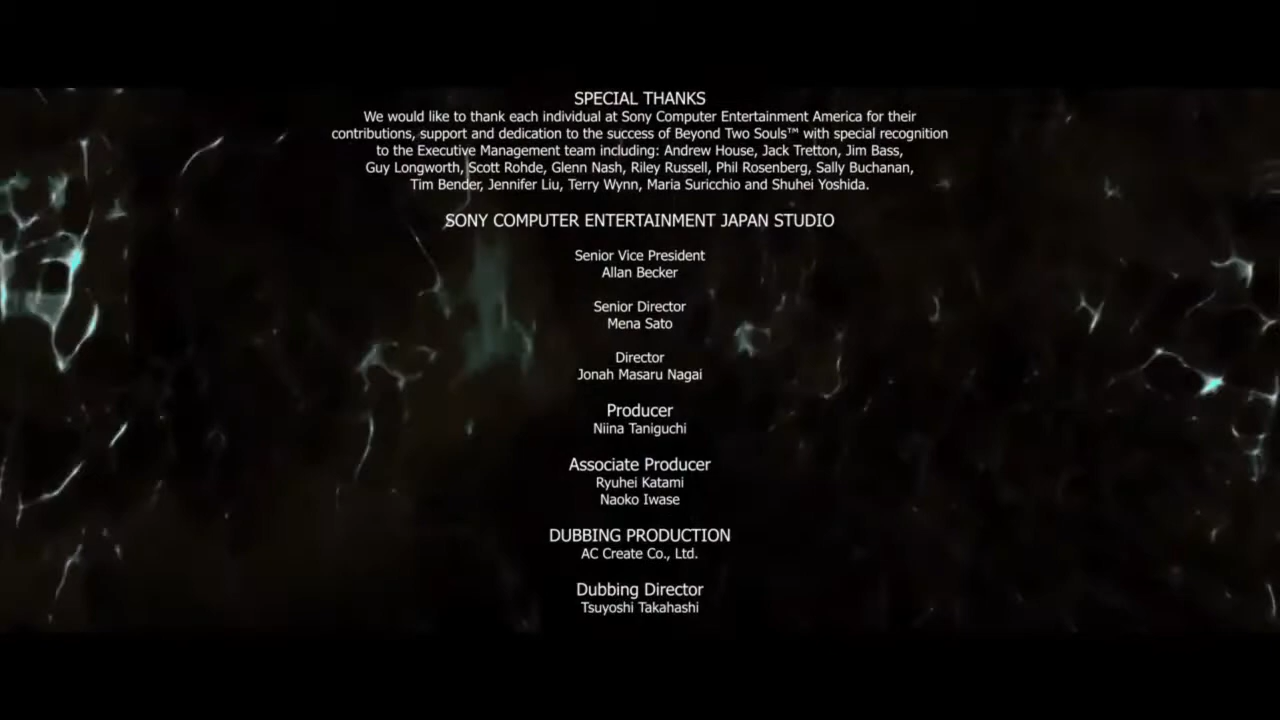 SPECIAL THANKS
We would like to thank each individual at Sony Computer Entertainment America for their
contributions, support and dedication to the success of Beyond Two Souls™ with special recognition
to the Executive Management team including: Andrew House, Jack Tretton, Jim Bass,
Guy Longworth, Scott Rohde, Glenn Nash, Riley Russell, Phil Rosenberg, Sally Buchanan,
Tim Bender, Jennifer Liu, Terry Wynn, Maria Suricchio and Shuhei Yoshida.
SONY COMPUTER ENTERTAINMENT JAPAN STUDIO
Senior Vice President
Allan Becker
Senior Director
Mena Sato
Director
Jonah Masaru Nagai
Producer
Niina Taniguchi
Associate Producer
Ryuhei Katami
Naoko Iwase
DUBBING PRODUCTION
AC Create Co., Ltd.
Dubbing Director
Tsuyoshi Takahashi